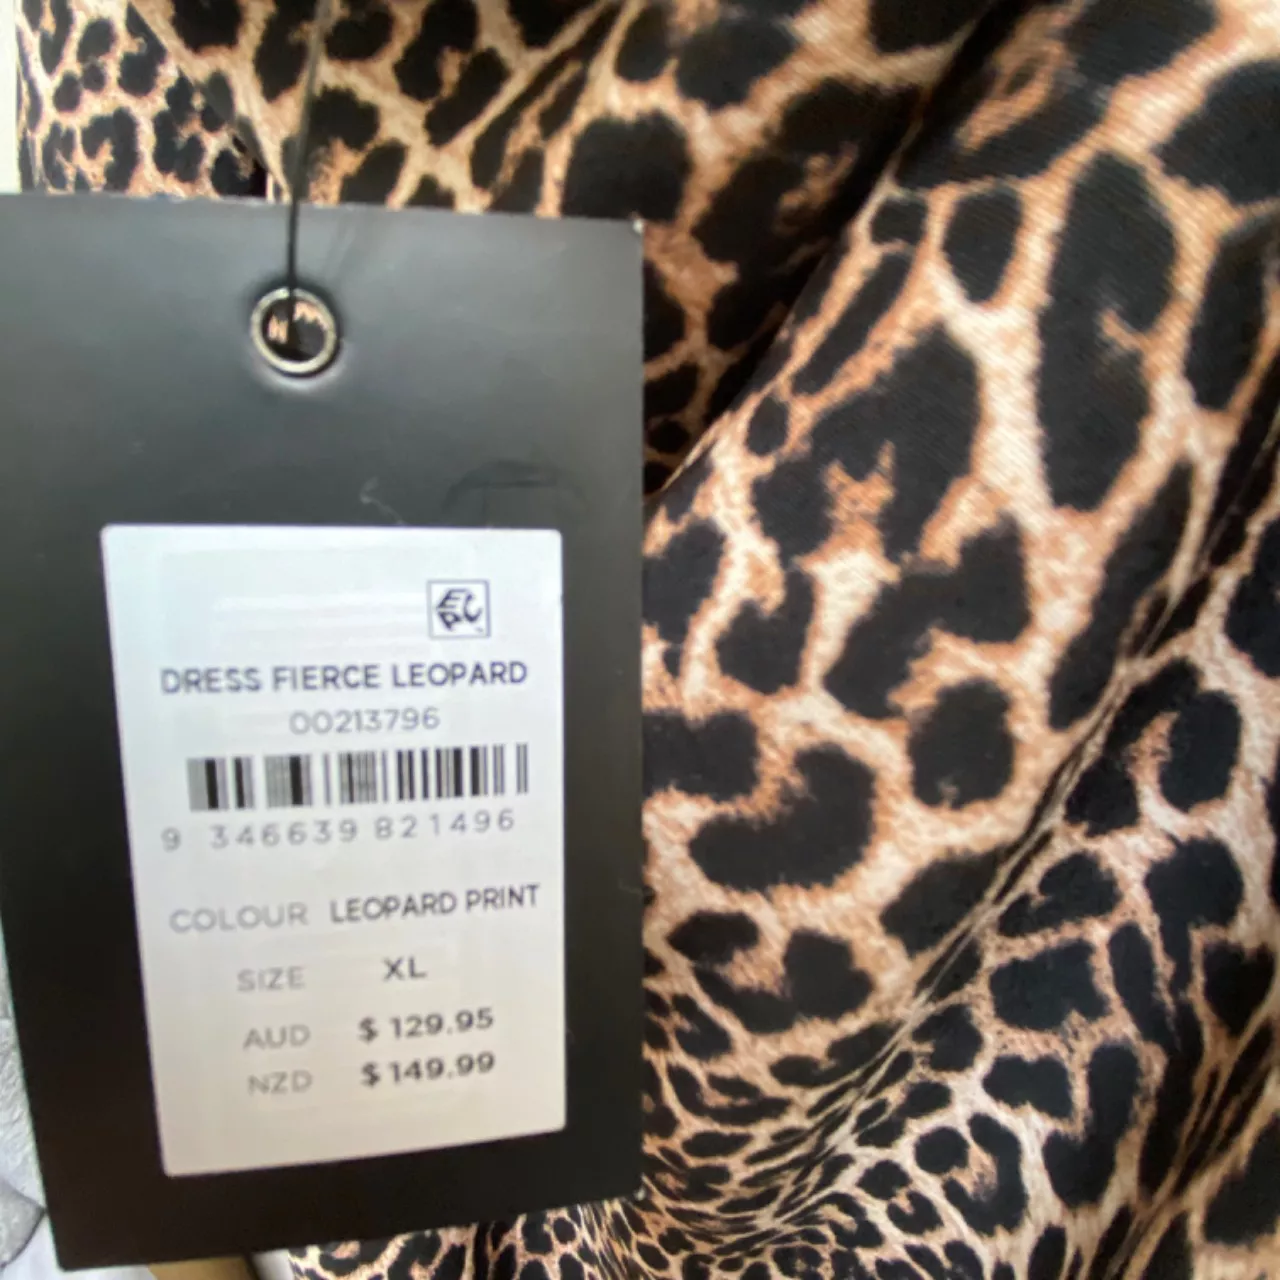 DRESS FIERCE LEOPARD
00213796
9 346639 821496
COLOUR LEOPARD PRINT
SIZE XL
AUD $ 129.95
NZD $ 149.99